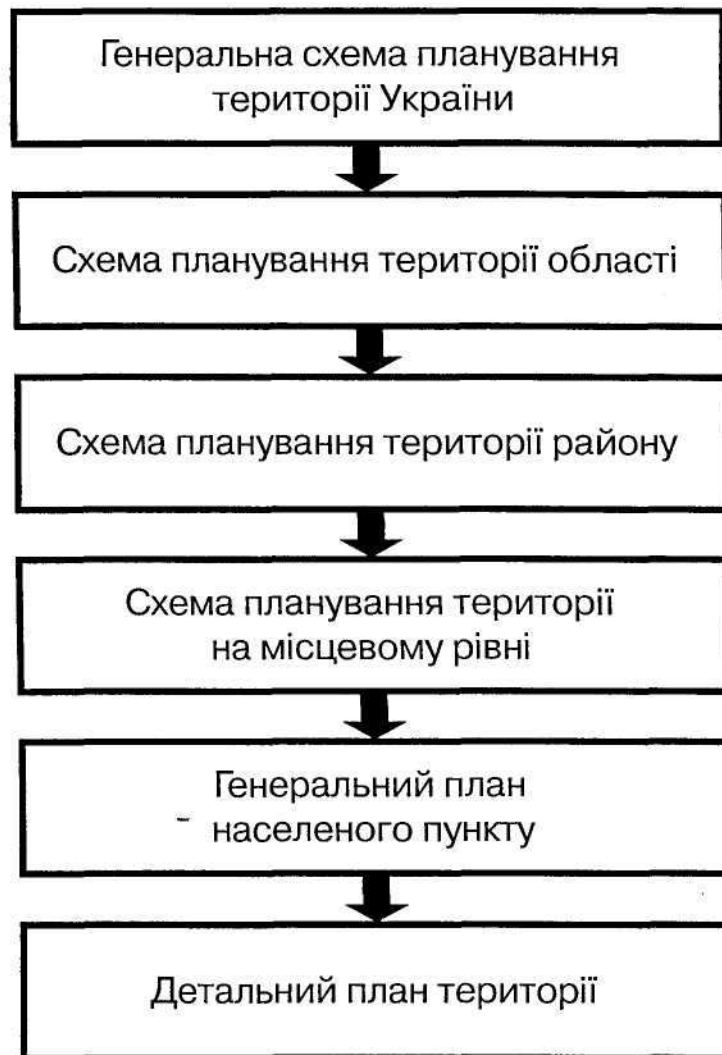 Генеральна схема планування
території України
Схема планування території області
Схема планування території району
Схема планування території
на місцевому рівні
Генеральний план
населеного пункту
Детальний план території